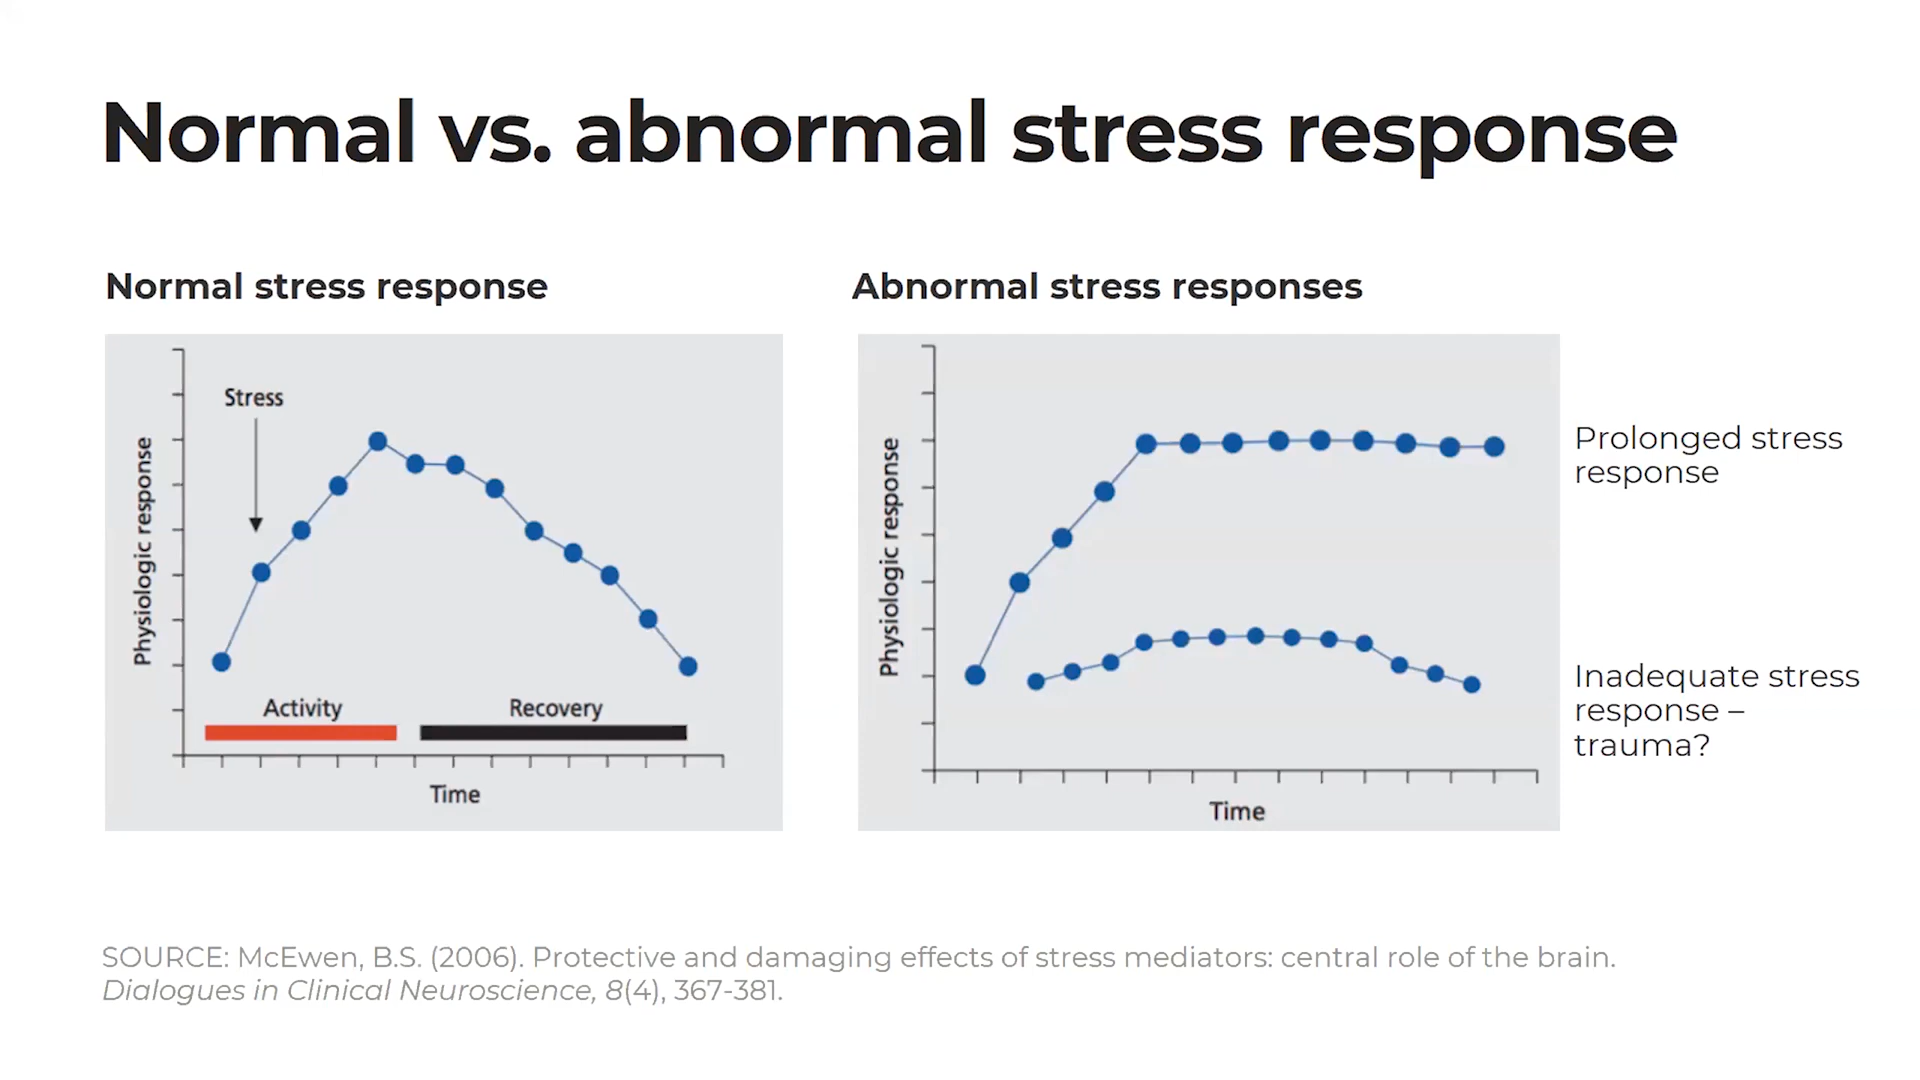 Normal vs. abnormal stress response
Normal stress response
Stress
Physiologic response
Activity
Recovery
Time
Abnormal stress responses
Physiologic response
Time
Prolonged stress
response
Inadequate stress
response –
trauma?
SOURCE: McEwen, B.S. (2006). Protective and damaging effects of stress mediators: central role of the brain.
Dialogues in Clinical Neuroscience, 8(4), 367-381.